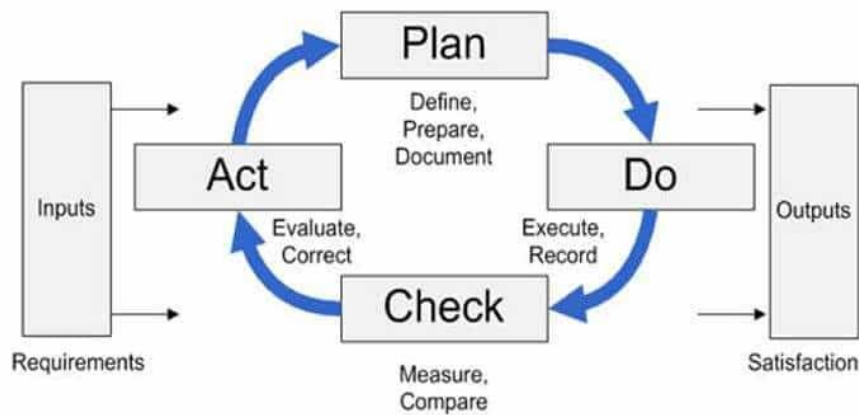 Plan
Define,
Prepare,
Document
Inputs
Act
Do
Outputs
Evaluate,
Correct
Execute,
Record
Check
Requirements
Satisfaction
Measure,
Compare